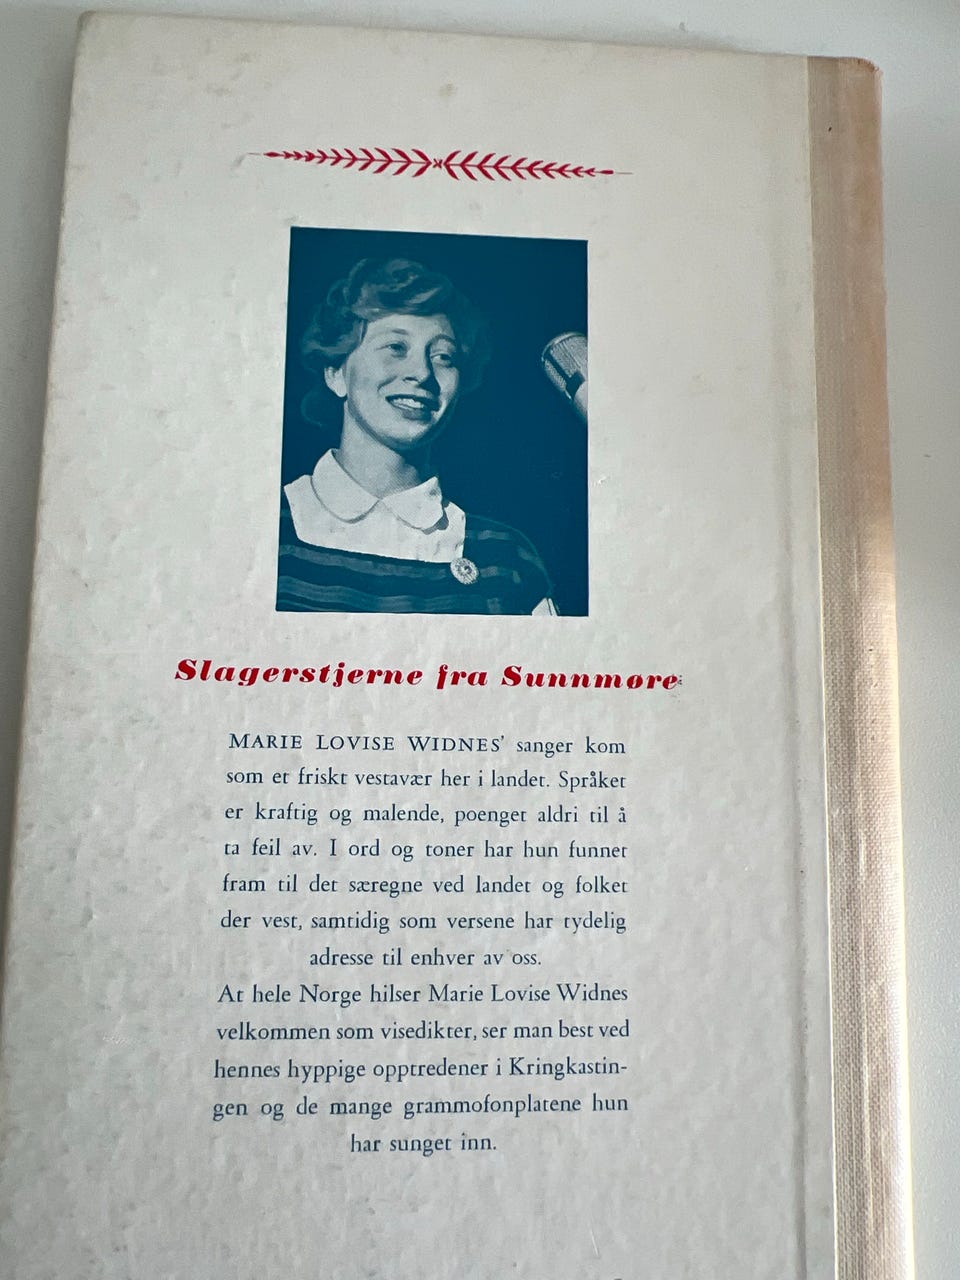 Slagerstjerne fra Sunnmøre
MARIE LOVISE WIDNES' sanger kom
som et friskt vestavær her i landet. Språket
er kraftig og malende, poenget aldri til å
ta feil av. I ord og toner har hun funnet
fram til det særegne ved landet og folket
der vest, samtidig som versene har tydelig
adresse til enhver av oss.
At hele Norge hilser Marie Lovise Widnes
velkommen som visedikter, ser man best ved
hennes hyppige opptredener i Kringkastin-
gen og de mange grammofonplatene hun
har sunget inn.